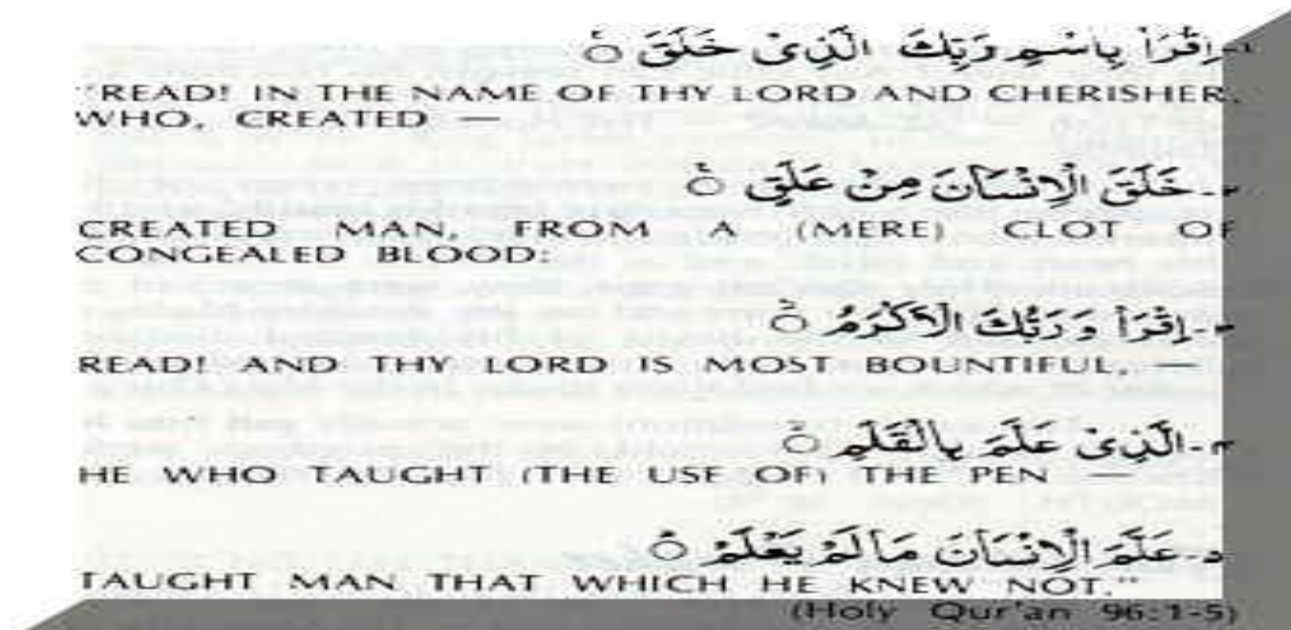 ١-اِقْرَاْ بِاسْمِ رَبِّكَ الَّذِىْ خَلَقَ ۝
"READ! IN THE NAME OF THY LORD AND CHERISHER,
WHO, CREATED —
٢-خَلَقَ الْاِنْسَانَ مِنْ عَلَقٍ ۝
CREATED MAN, FROM A (MERE) CLOT OF
CONGEALED BLOOD:
٣-اِقْرَاْ وَ رَبُّكَ الْاَكْرَمُ ۝
READ! AND THY LORD IS MOST BOUNTIFUL, —
٤-الَّذِىْ عَلَّمَ بِالْقَلَمِ ۝
HE WHO TAUGHT (THE USE OF) THE PEN —
٥-عَلَّمَ الْاِنْسَانَ مَا لَمْ يَعْلَمْ ۝
TAUGHT MAN THAT WHICH HE KNEW NOT."
(Holy Qur'an 96:1-5)